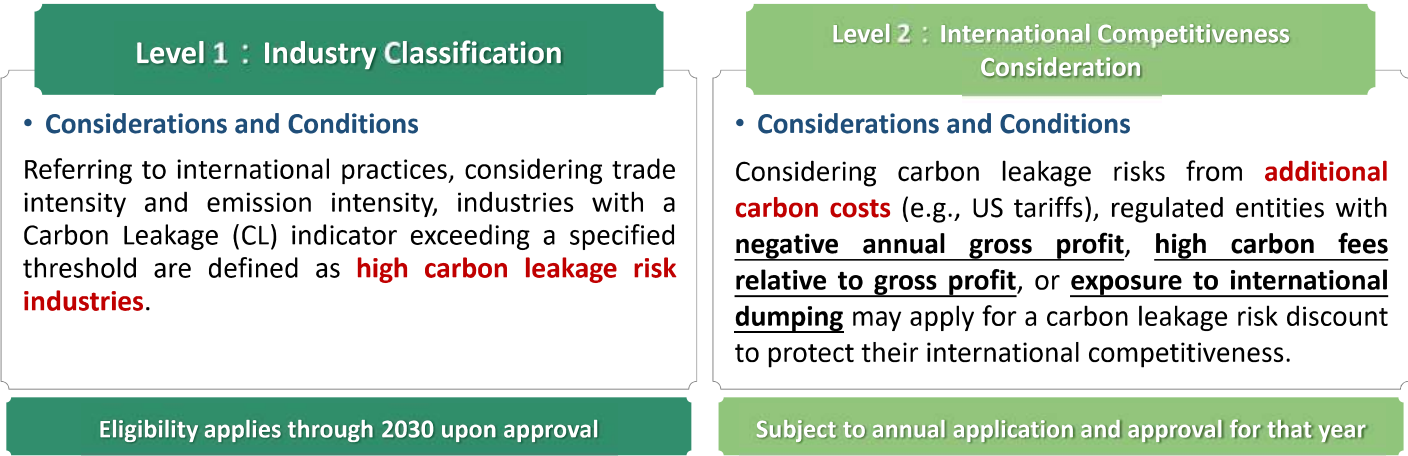 Level 1：Industry Classification
• Considerations and Conditions
Referring to international practices, considering trade
intensity and emission intensity, industries with a
Carbon Leakage (CL) indicator exceeding a specified
threshold are defined as high carbon leakage risk
industries.
Eligibility applies through 2030 upon approval
Level 2：International Competitiveness
Consideration
• Considerations and Conditions
Considering carbon leakage risks from additional
carbon costs (e.g., US tariffs), regulated entities with
negative annual gross profit, high carbon fees
relative to gross profit, or exposure to international
dumping may apply for a carbon leakage risk discount
to protect their international competitiveness.
Subject to annual application and approval for that year